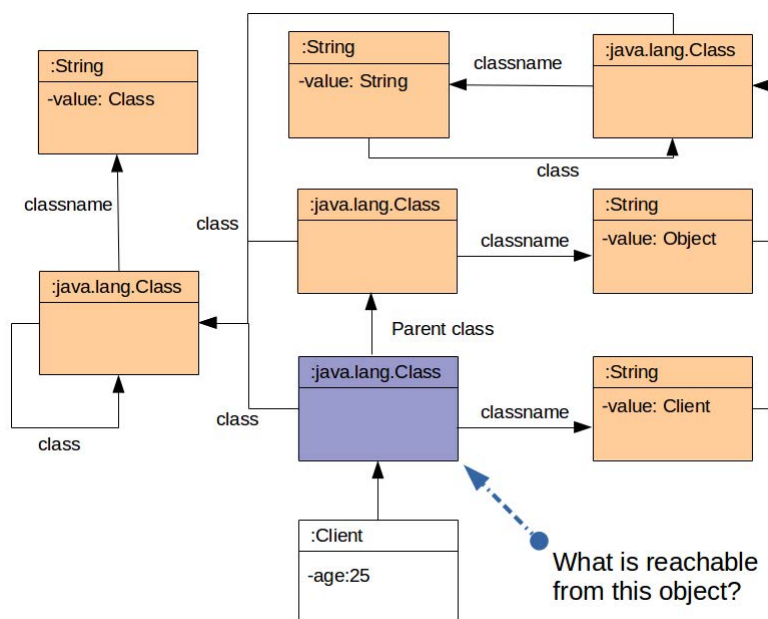 :String
-value: Class
:String
-value: String
classname
:java.lang.Class
class
classname
class
:java.lang.Class
classname
:String
-value: Object
:java.lang.Class
class
Parent class
:java.lang.Class
class
classname
:String
-value: Client
:Client
-age:25
What is reachable
from this object?